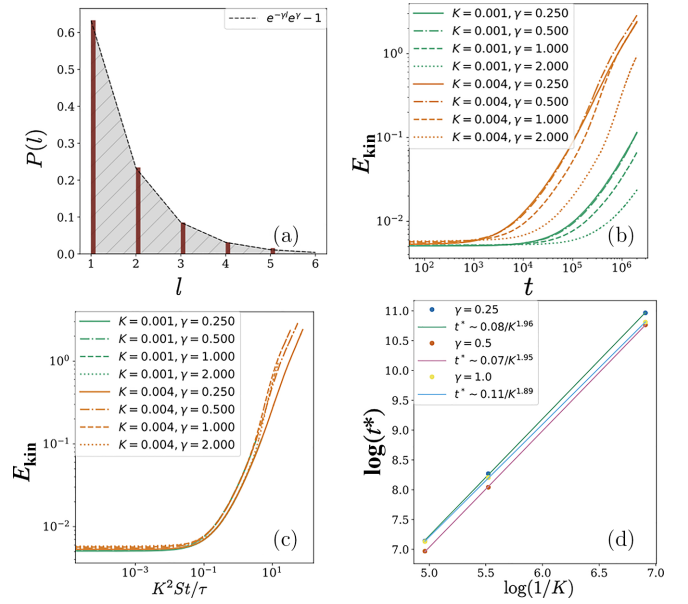 e^{-γl}e^γ − 1
P(l)
0.6
0.5
0.4
0.3
0.2
0.1
0.0
1 2 3 4 5 6
l
(a)
K = 0.001, γ = 0.250
K = 0.001, γ = 0.500
K = 0.001, γ = 1.000
K = 0.001, γ = 2.000
K = 0.004, γ = 0.250
K = 0.004, γ = 0.500
K = 0.004, γ = 1.000
K = 0.004, γ = 2.000
E_kin
10^0
10^−1
10^−2
10^2 10^3 10^4 10^5 10^6
t
(b)
K = 0.001, γ = 0.250
K = 0.001, γ = 0.500
K = 0.001, γ = 1.000
K = 0.001, γ = 2.000
K = 0.004, γ = 0.250
K = 0.004, γ = 0.500
K = 0.004, γ = 1.000
K = 0.004, γ = 2.000
E_kin
10^0
10^−1
10^−2
10^−3 10^−1 10^1
K^2St/τ
(c)
γ = 0.25
t* ~ 0.08/K^1.96
γ = 0.5
t* ~ 0.07/K^1.95
γ = 1.0
t* ~ 0.11/K^1.89
log(t*)
11.0
10.5
10.0
9.5
9.0
8.5
8.0
7.5
7.0
5.0 5.5 6.0 6.5 7.0
log(1/K)
(d)